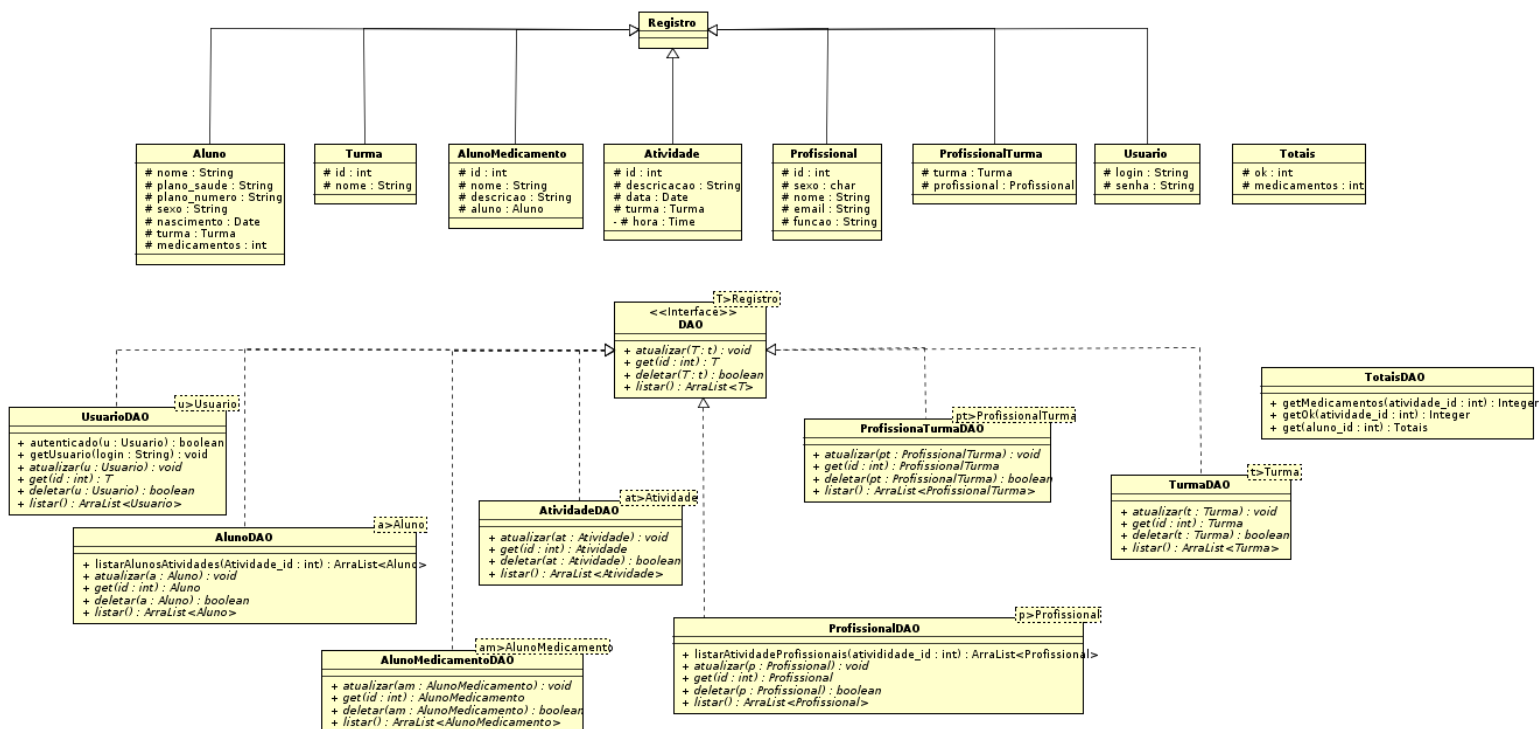 Registro
Aluno
# nome : String
# plano_saude : String
# plano_numero : String
# sexo : String
# nascimento : Date
# turma : Turma
# medicamentos : int
Turma
# id : int
# nome : String
AlunoMedicamento
# id : int
# nome : String
# descricao : String
# aluno : Aluno
Atividade
# id : int
# descricacao : String
# data : Date
# turma : Turma
- # hora : Time
Profissional
# id : int
# sexo : char
# nome : String
# email : String
# funcao : String
ProfissionalTurma
# turma : Turma
# profissional : Profissional
Usuario
# login : String
# senha : String
Totais
# ok : int
# medicamentos : int
T>Registro
<<Interface>>
DAO
+ atualizar(T : t) : void
+ get(id : int) : T
+ deletar(T : t) : boolean
+ listar() : ArraList<T>
u>Usuario
UsuarioDAO
+ autenticado(u : Usuario) : boolean
+ getUsuario(login : String) : void
+ atualizar(u : Usuario) : void
+ get(id : int) : T
+ deletar(u : Usuario) : boolean
+ listar() : ArraList<Usuario>
a>Aluno
AlunoDAO
+ listarAlunosAtividades(Atividade_id : int) : ArraList<Aluno>
+ atualizar(a : Aluno) : void
+ get(id : int) : Aluno
+ deletar(a : Aluno) : boolean
+ listar() : ArraList<Aluno>
am>AlunoMedicamento
AlunoMedicamentoDAO
+ atualizar(am : AlunoMedicamento) : void
+ get(id : int) : AlunoMedicamento
+ deletar(am : AlunoMedicamento) : boolean
+ listar() : ArraList<AlunoMedicamento>
at>Atividade
AtividadeDAO
+ atualizar(at : Atividade) : void
+ get(id : int) : Atividade
+ deletar(at : Atividade) : boolean
+ listar() : ArraList<Atividade>
p>Profissional
ProfissionalDAO
+ listarAtividadeProfissionais(ativididade_id : int) : ArraList<Profissional>
+ atualizar(p : Profissional) : void
+ get(id : int) : Profissional
+ deletar(p : Profissional) : boolean
+ listar() : ArraList<Profissional>
pt>ProfissionalTurma
ProfissionaTurmaDAO
+ atualizar(pt : ProfissionalTurma) : void
+ get(id : int) : ProfissionalTurma
+ deletar(pt : ProfissionalTurma) : boolean
+ listar() : ArraList<ProfissionalTurma>
t>Turma
TurmaDAO
+ atualizar(t : Turma) : void
+ get(id : int) : Turma
+ deletar(t : Turma) : boolean
+ listar() : ArraList<Turma>
TotaisDAO
+ getMedicamentos(atividade_id : int) : Integer
+ getOk(atividade_id : int) : Integer
+ get(aluno_id : int) : Totais